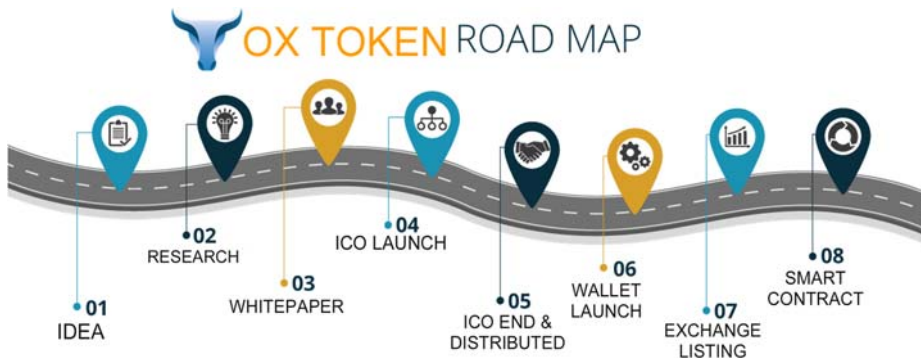 OX TOKEN ROAD MAP
01
IDEA
02
RESEARCH
03
WHITEPAPER
04
ICO LAUNCH
05
ICO END &
DISTRIBUTED
06
WALLET
LAUNCH
07
EXCHANGE
LISTING
08
SMART
CONTRACT